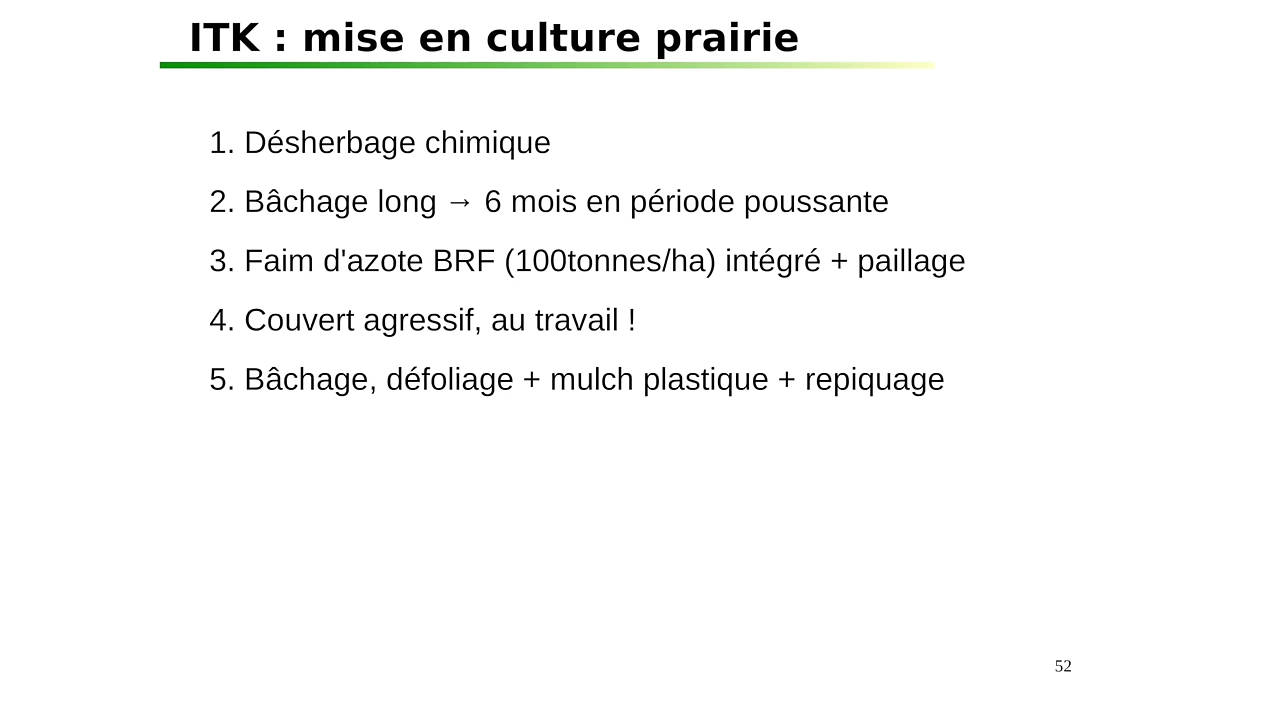 ITK : mise en culture prairie
1. Désherbage chimique
2. Bâchage long → 6 mois en période poussante
3. Faim d'azote BRF (100tonnes/ha) intégré + paillage
4. Couvert agressif, au travail !
5. Bâchage, défoliage + mulch plastique + repiquage
52